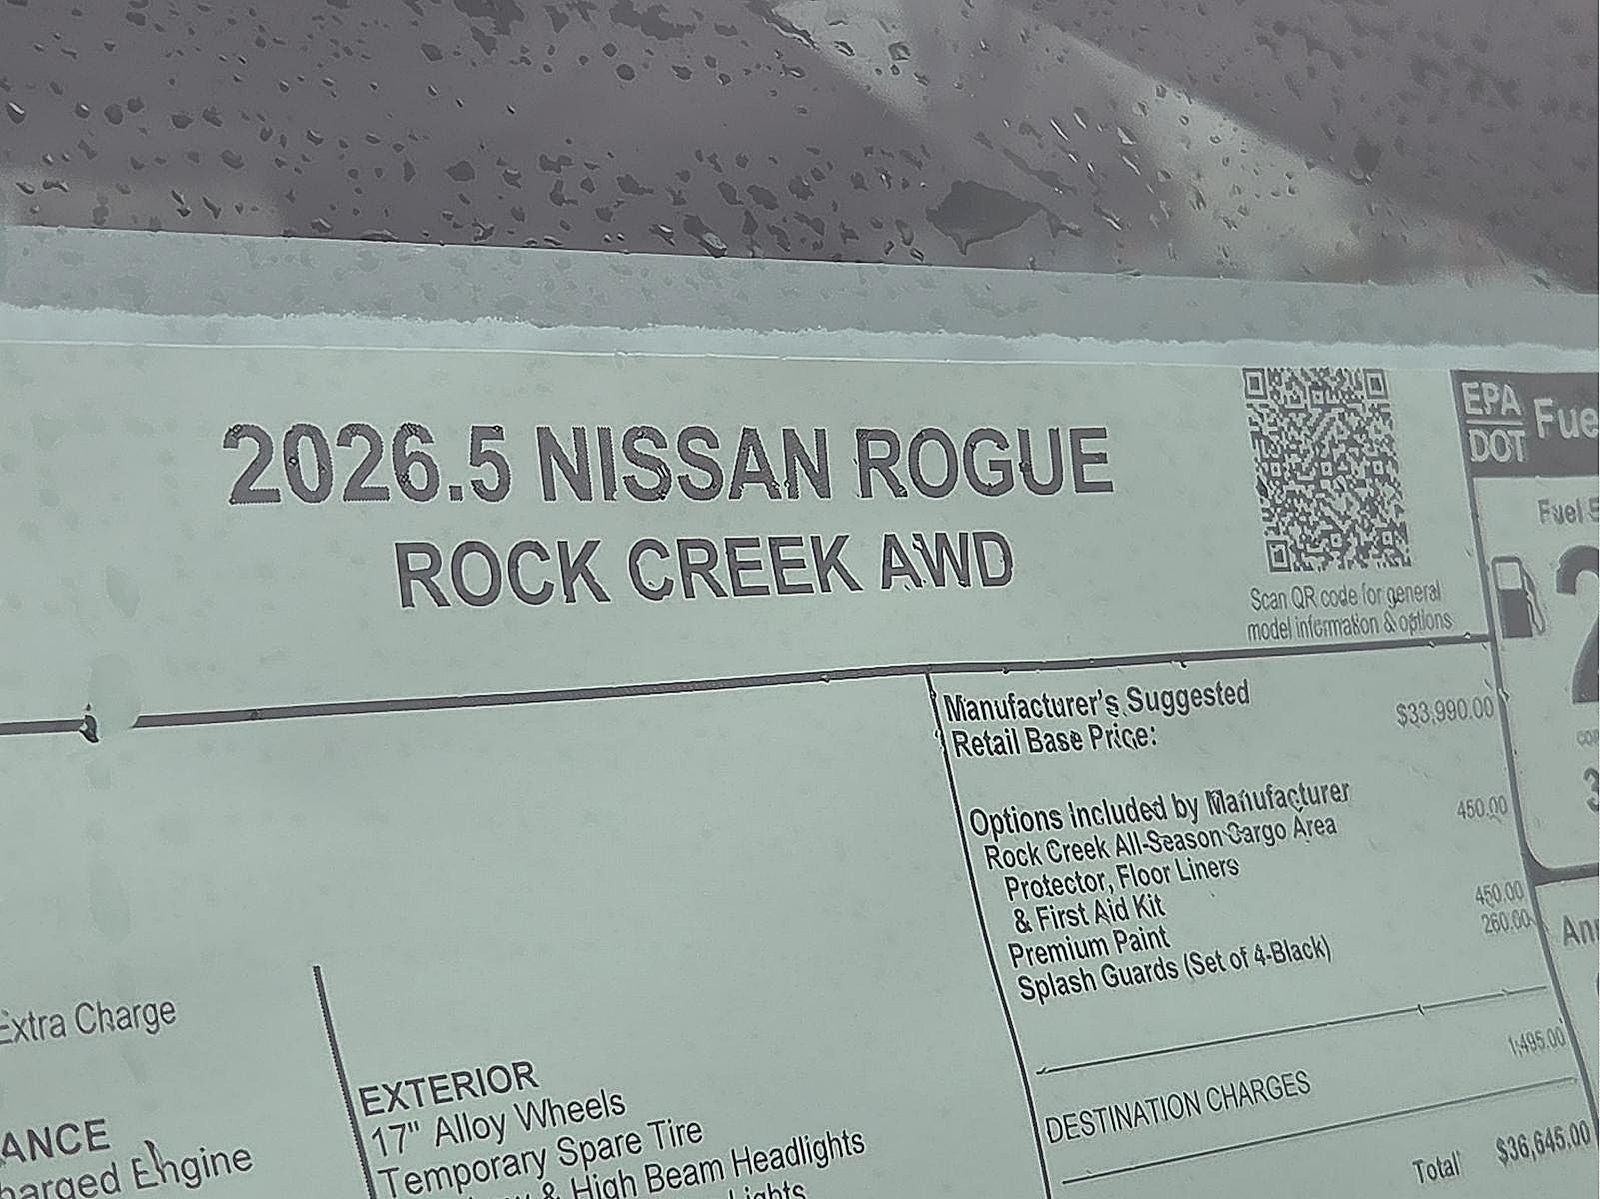 2026.5 NISSAN ROGUE
ROCK CREEK AWD
Scan QR code for general
model information & options
EPA
DOT
Fue
Fuel
Manufacturer's Suggested
Retail Base Price:
$33,990.00
Options Included by Manufacturer
Rock Creek All-Season Cargo Area 450.00
Protector, Floor Liners
& First Aid Kit
Premium Paint 450.00
Splash Guards (Set of 4-Black) 260.00
DESTINATION CHARGES 1,495.00
Total $36,645.00
Extra Charge
ANCE
harged Engine
EXTERIOR
17" Alloy Wheels
Temporary Spare Tire
& High Beam Headlights
Lights